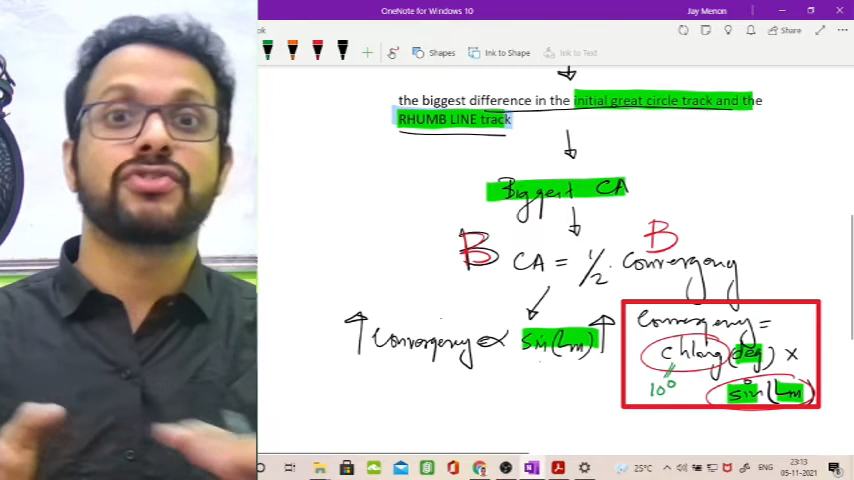 OneNote for Windows 10
Jay Menon
ok
Shapes
Ink to Shape
Ink to Text
Share
the biggest difference in the initial great circle track and the
RHUMB LINE track
Biggest CA
B
B
CA = 1/2. Convergency
↑ Convergency ∝ sin(Lm) ↑
Convergency =
chlong (deg) ×
10°
sin(Lm)
25°C
ENG
23:13
05-11-2021